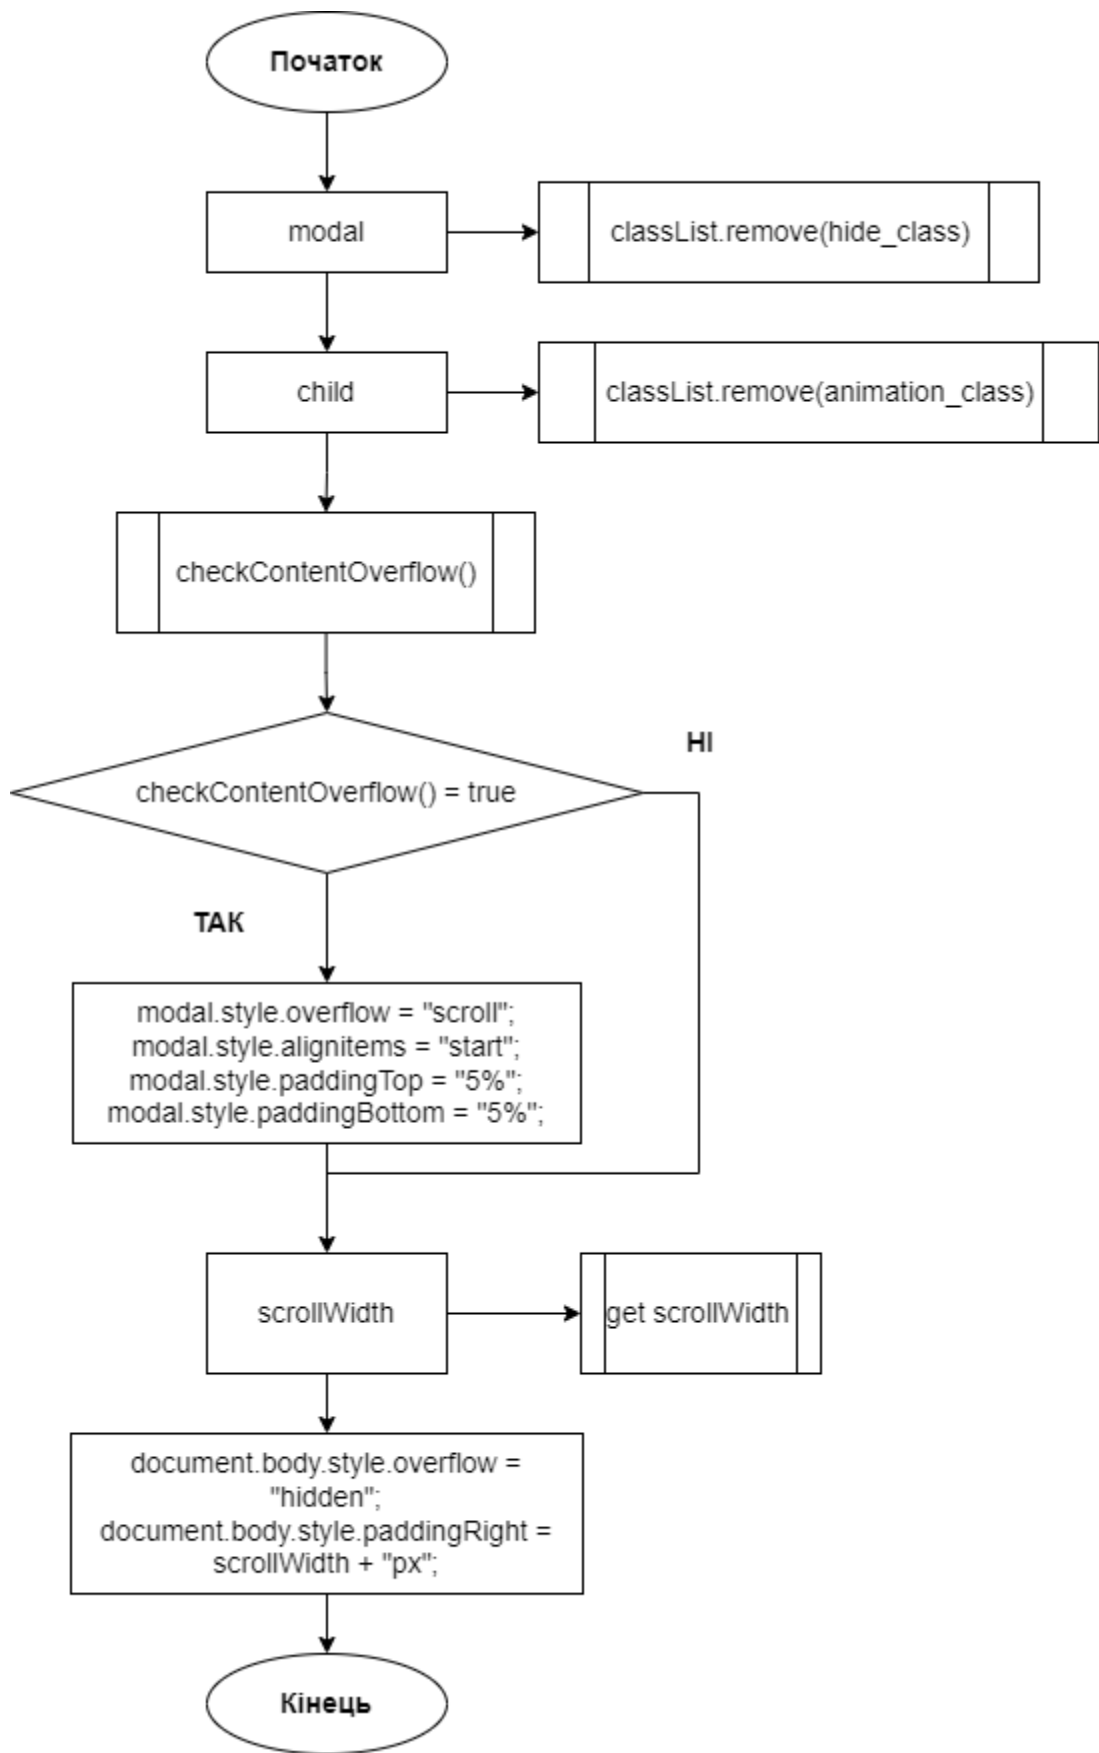 Початок
modal
classList.remove(hide_class)
child
classList.remove(animation_class)
checkContentOverflow()
НІ
checkContentOverflow() = true
ТАК
modal.style.overflow = "scroll";
modal.style.alignitems = "start";
modal.style.paddingTop = "5%";
modal.style.paddingBottom = "5%";
scrollWidth
get scrollWidth
document.body.style.overflow =
"hidden";
document.body.style.paddingRight =
scrollWidth + "px";
Кінець